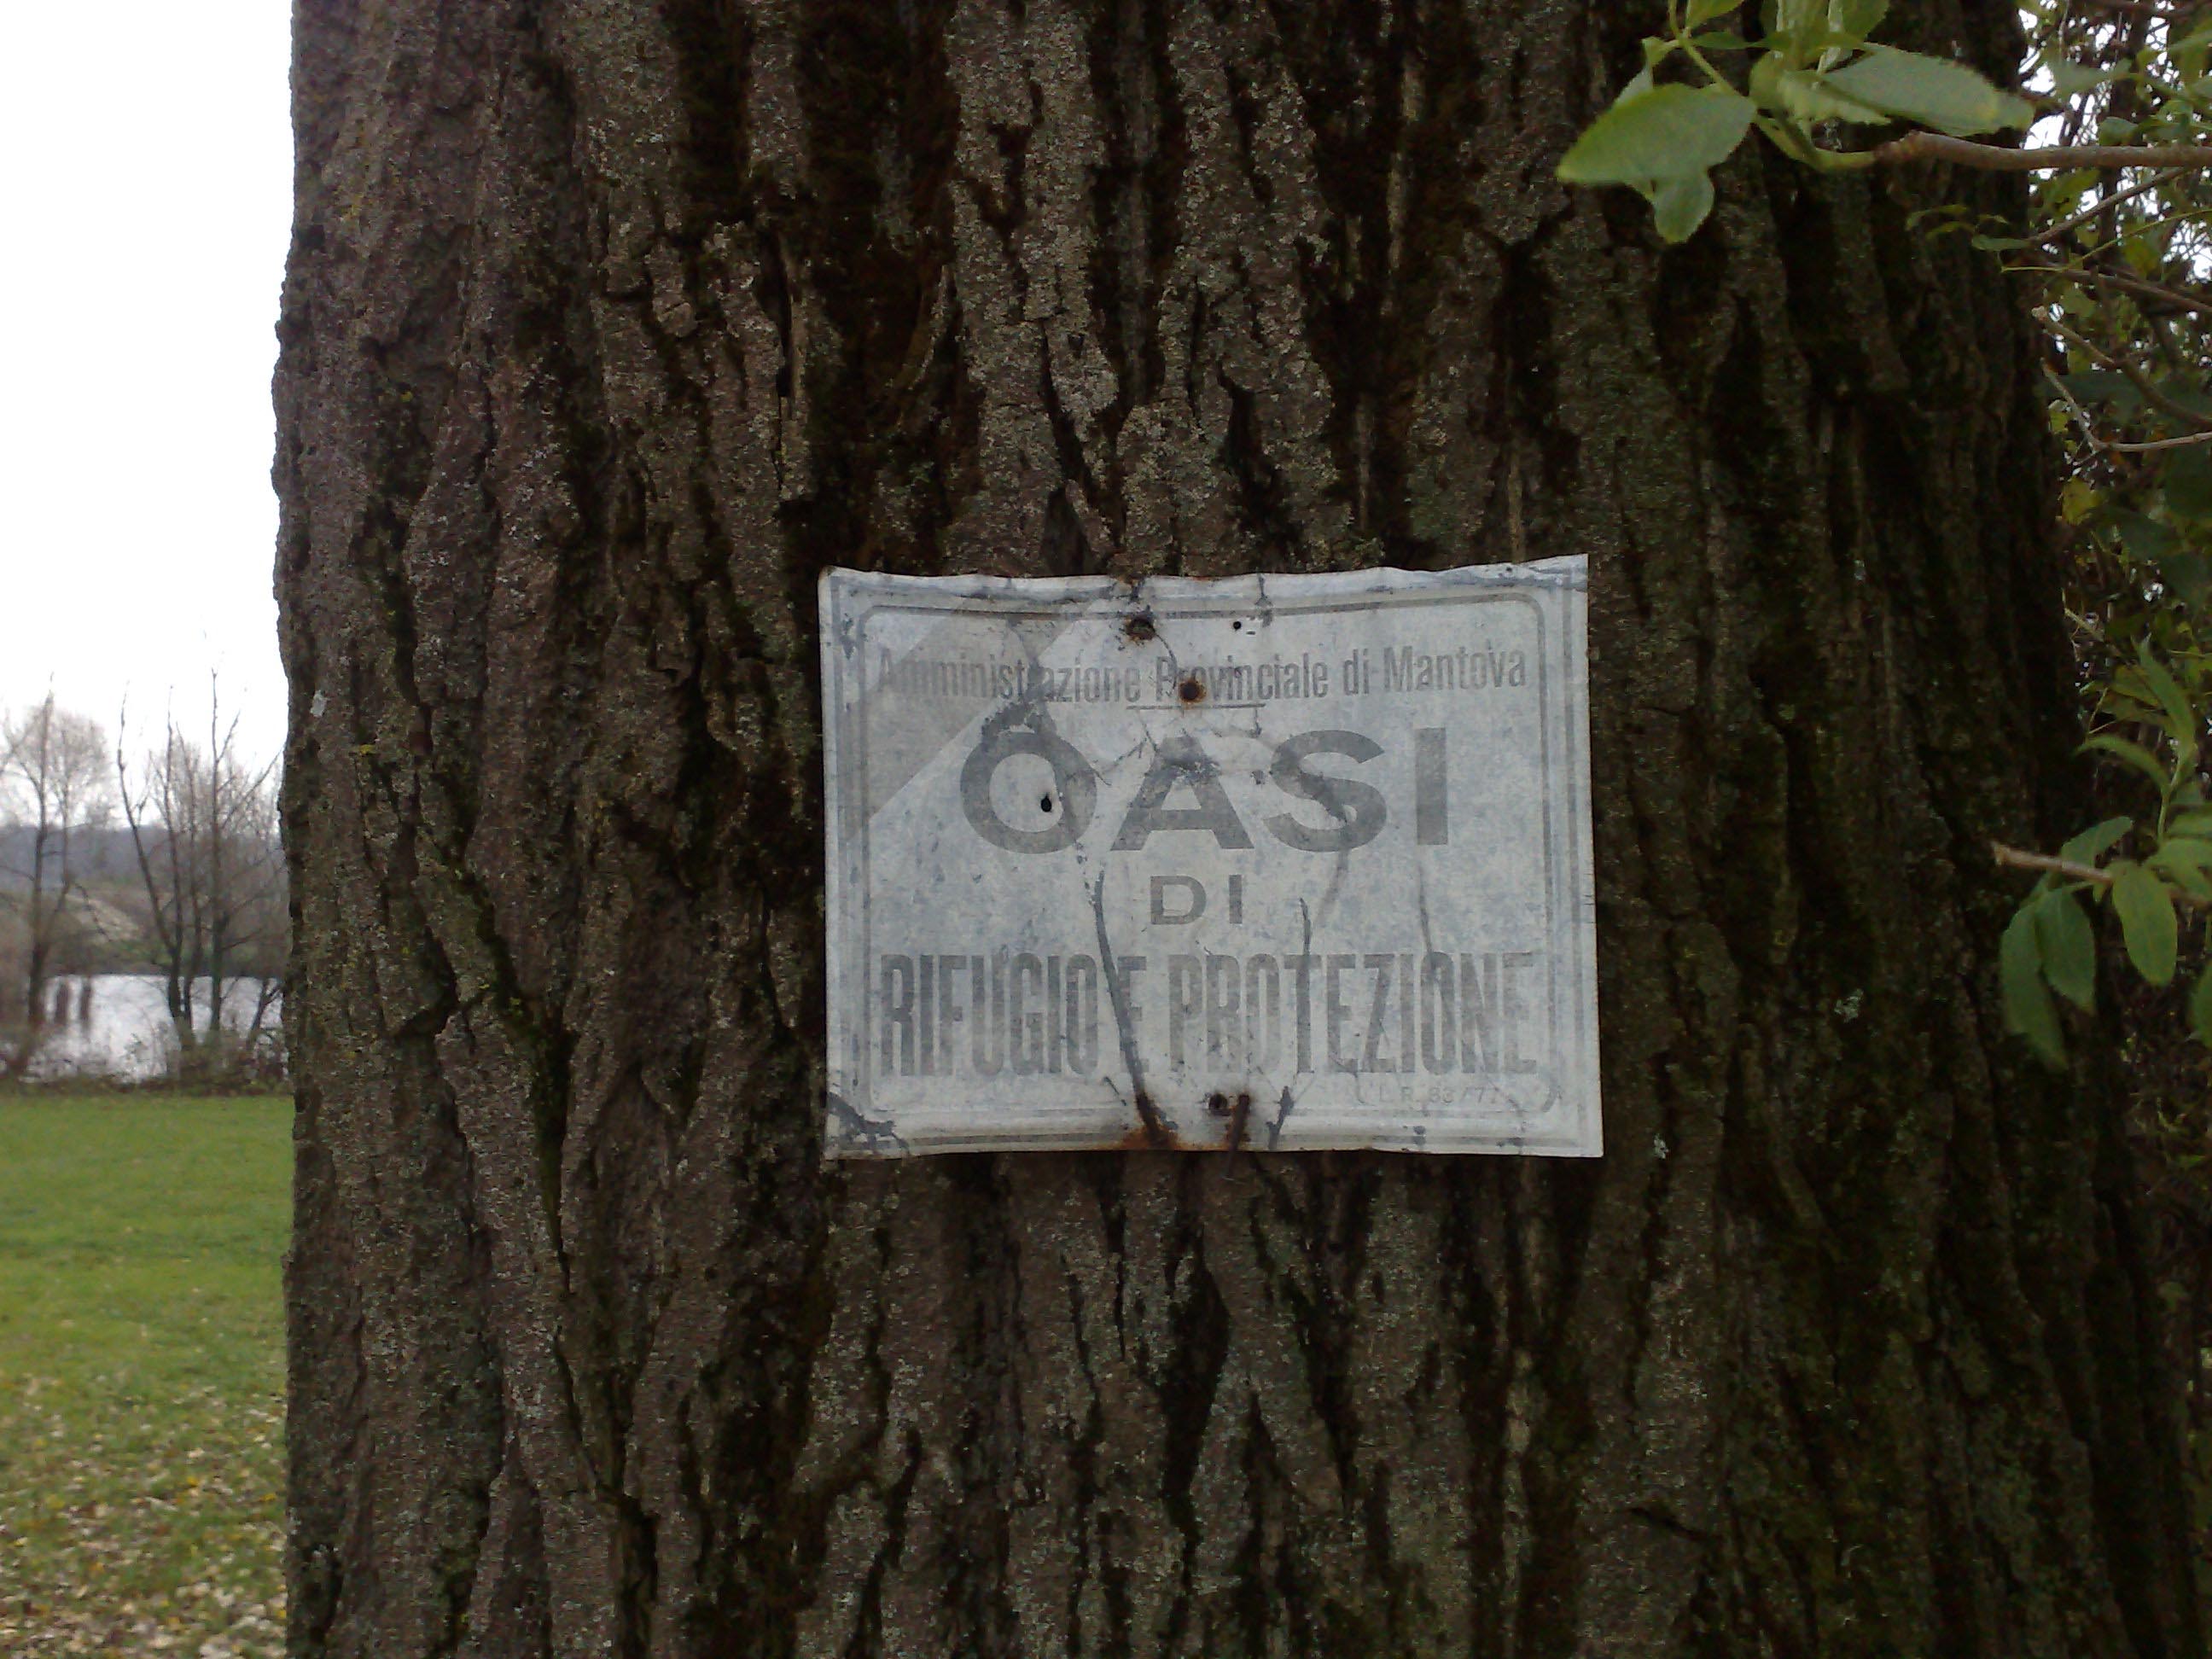 Amministrazione Provinciale di Mantova
OASI
DI
RIFUGIO E PROTEZIONE
L.R.